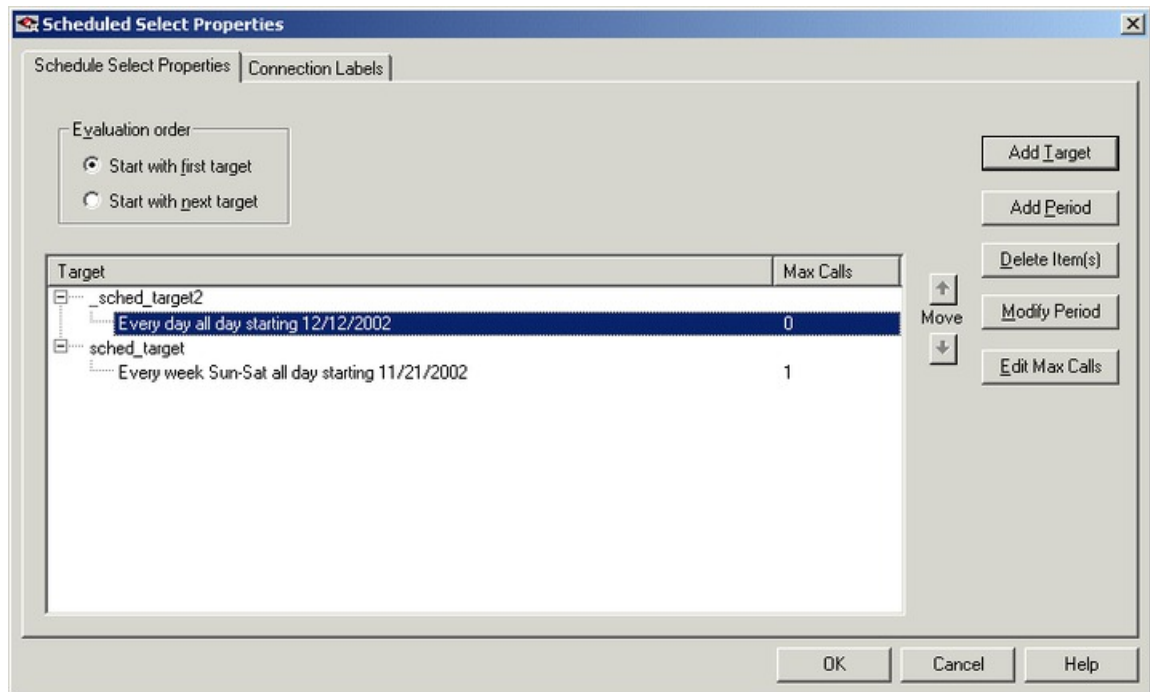 Scheduled Select Properties
Schedule Select Properties
Connection Labels
Evaluation order
Start with first target
Start with next target
Add Target
Add Period
Delete Item(s)
Modify Period
Edit Max Calls
Target Max Calls
_sched_target2
Every day all day starting 12/12/2002 0
sched_target
Every week Sun-Sat all day starting 11/21/2002 1
Move
OK Cancel Help